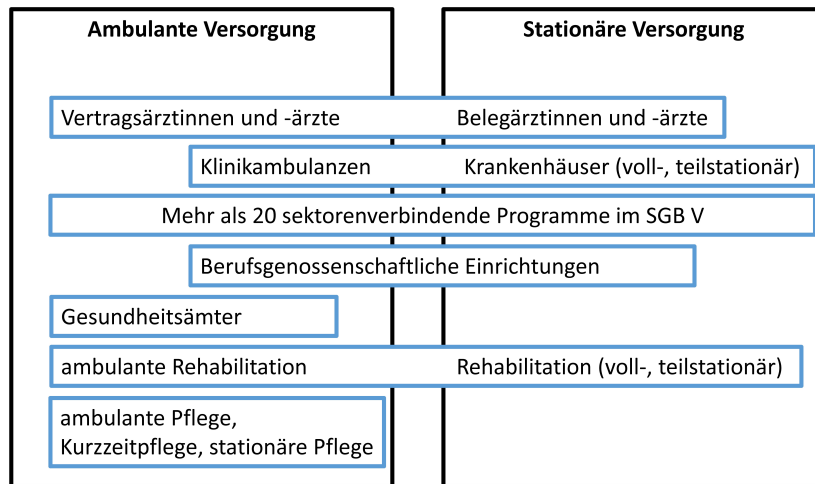 Ambulante Versorgung Stationäre Versorgung
Vertragsärztinnen und -ärzte Belegärztinnen und -ärzte
Klinikambulanzen Krankenhäuser (voll-, teilstationär)
Mehr als 20 sektorenverbindende Programme im SGB V
Berufsgenossenschaftliche Einrichtungen
Gesundheitsämter
ambulante Rehabilitation Rehabilitation (voll-, teilstationär)
ambulante Pflege,
Kurzzeitpflege, stationäre Pflege